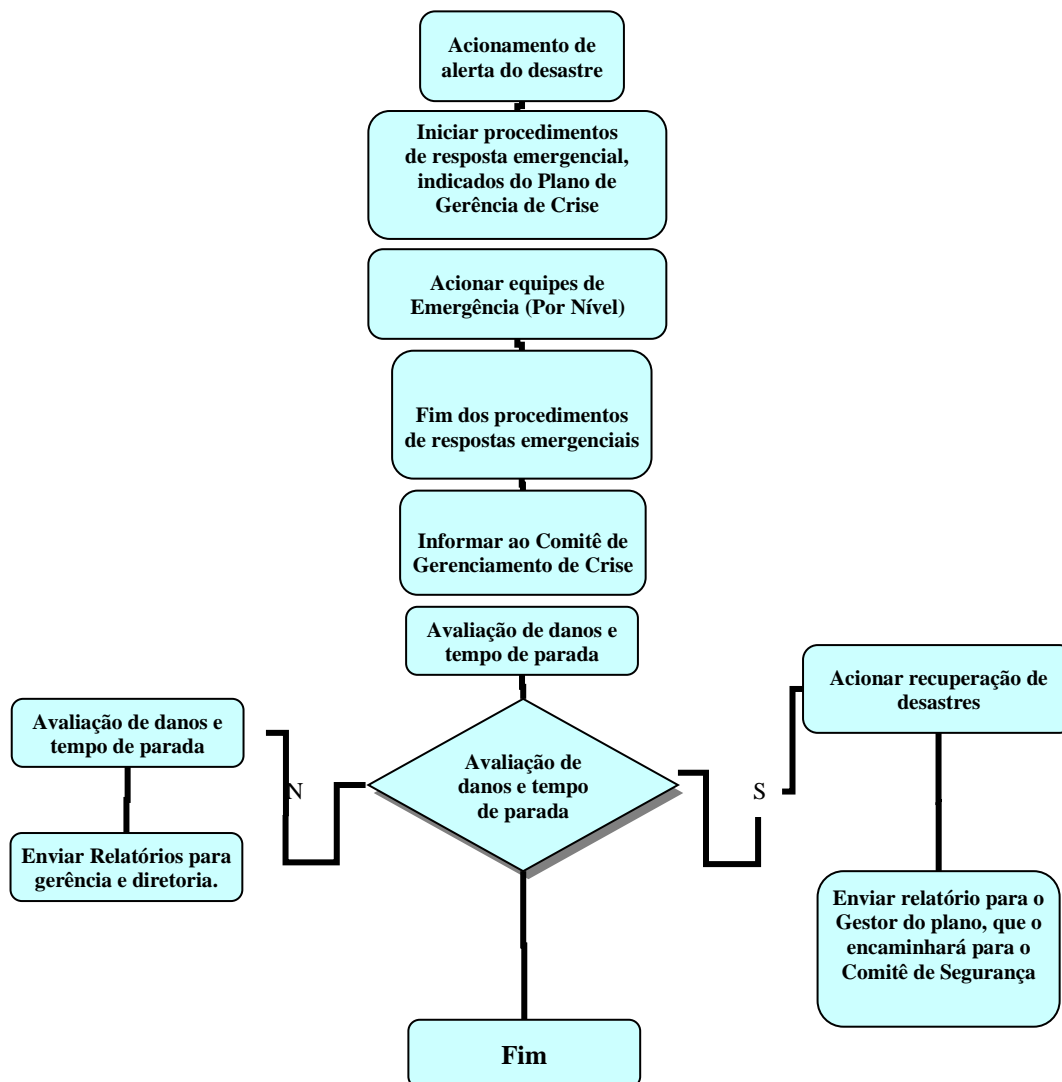 Acionamento de
alerta do desastre
Iniciar procedimentos
de resposta emergencial,
indicados do Plano de
Gerência de Crise
Acionar equipes de
Emergência (Por Nível)
Fim dos procedimentos
de respostas emergenciais
Informar ao Comitê de
Gerenciamento de Crise
Avaliação de danos e
tempo de parada
Avaliação de
danos e tempo
de parada
N
Avaliação de danos e
tempo de parada
Enviar Relatórios para
gerência e diretoria.
S
Acionar recuperação de
desastres
Enviar relatório para o
Gestor do plano, que o
encaminhará para o
Comitê de Segurança
Fim